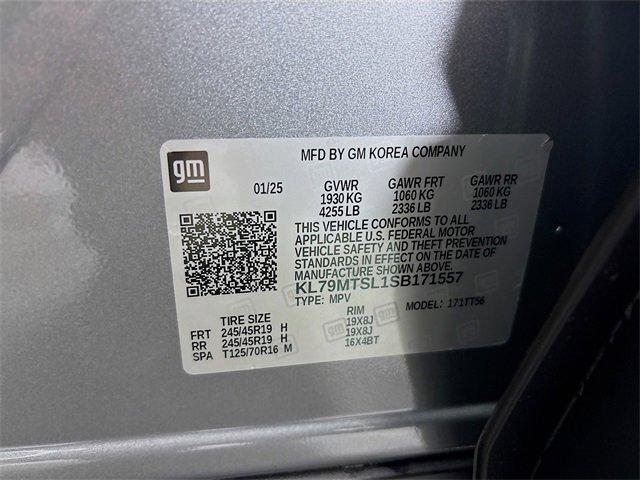 gm
MFD BY GM KOREA COMPANY
01/25 GVWR GAWR FRT GAWR RR
1930 KG 1060 KG 1060 KG
4255 LB 2336 LB 2336 LB
THIS VEHICLE CONFORMS TO ALL
APPLICABLE U.S. FEDERAL MOTOR
VEHICLE SAFETY AND THEFT PREVENTION
STANDARDS IN EFFECT ON THE DATE OF
MANUFACTURE SHOWN ABOVE.
KL79MTSL1SB171557
TYPE: MPV MODEL: 171TT56
TIRE SIZE RIM
FRT 245/45R19 H 19X8J
RR 245/45R19 H 19X8J
SPA T125/70R16 M 16X4BT